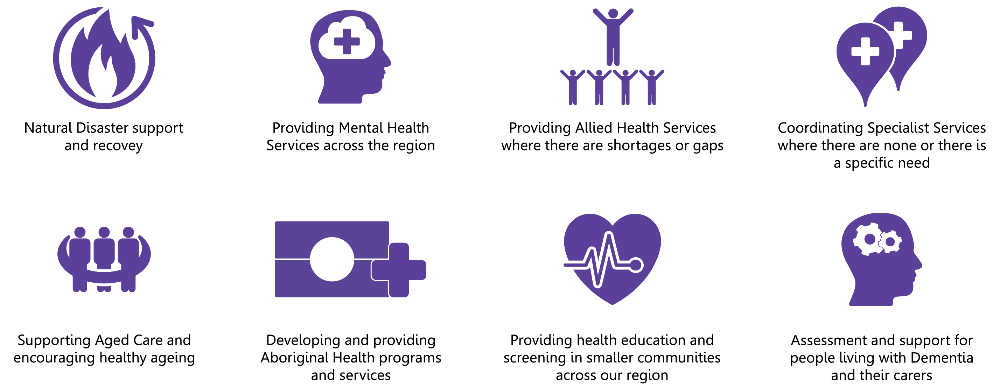 Natural Disaster support
and recovey
Providing Mental Health
Services across the region
Providing Allied Health Services
where there are shortages or gaps
Coordinating Specialist Services
where there are none or there is
a specific need
Supporting Aged Care and
encouraging healthy ageing
Developing and providing
Aboriginal Health programs
and services
Providing health education and
screening in smaller communities
across our region
Assessment and support for
people living with Dementia
and their carers